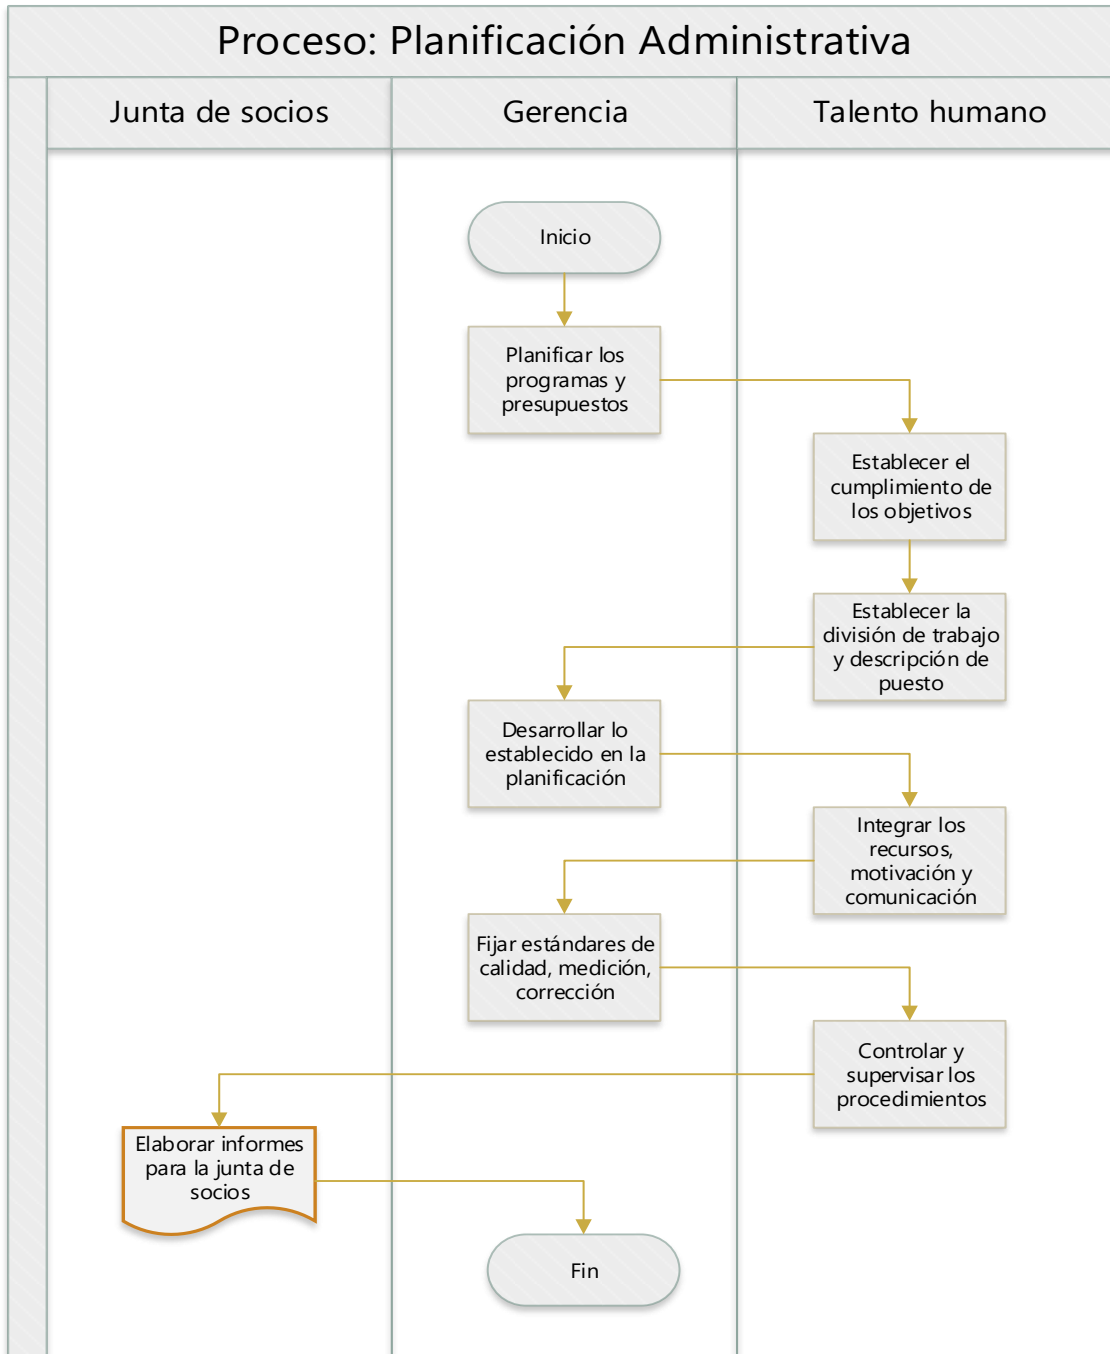 Proceso: Planificación Administrativa
Junta de socios
Gerencia
Talento humano
Inicio
Planificar los
programas y
presupuestos
Establecer el
cumplimiento de
los objetivos
Establecer la
división de trabajo
y descripción de
puesto
Desarrollar lo
establecido en la
planificación
Integrar los
recursos,
motivación y
comunicación
Fijar estándares de
calidad, medición,
corrección
Controlar y
supervisar los
procedimientos
Elaborar informes
para la junta de
socios
Fin